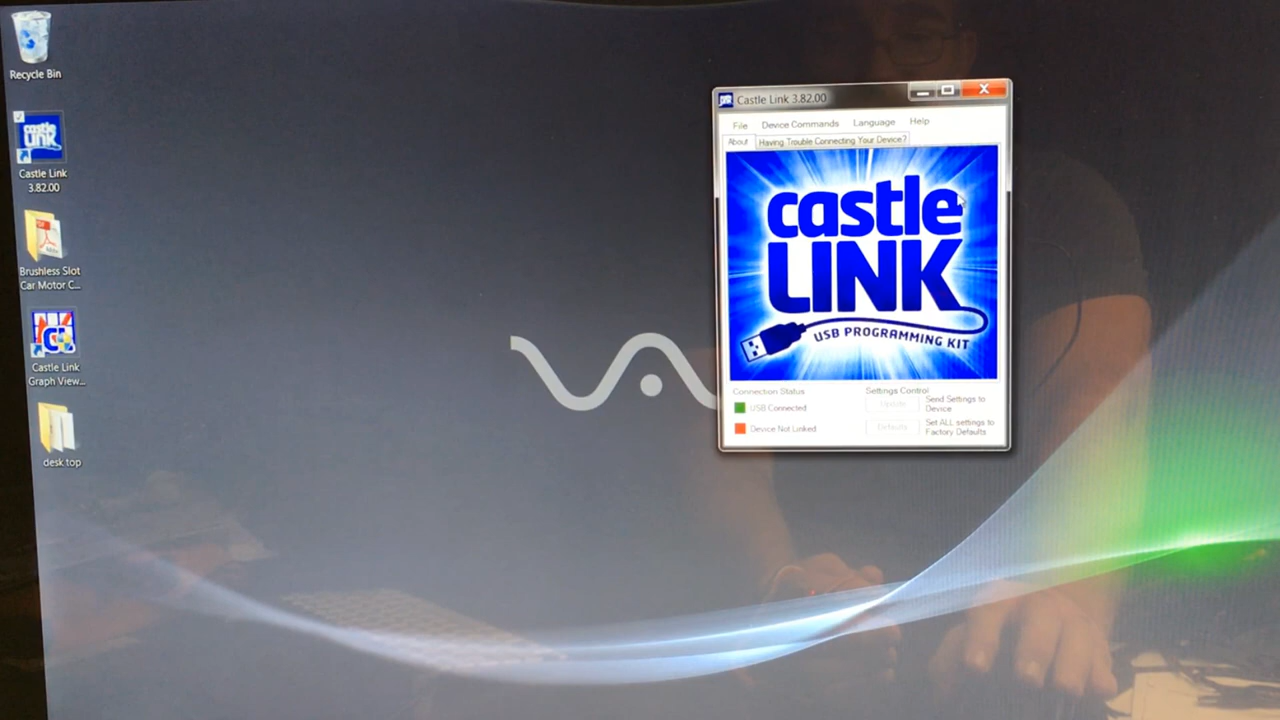 Recycle Bin
castle
LINK
Castle Link
3.82.00
Brushless Slot
Car Motor C...
Castle Link
Graph View...
desk top
VAIO
Castle Link 3.82.00
File Device Commands Language Help
About Having Trouble Connecting Your Device?
castle
LINK
USB PROGRAMMING KIT
Connection Status
USB Connected
Device Not Linked
Settings Control
Update
Send Settings to
Device
Defaults
Set ALL settings to
Factory Defaults